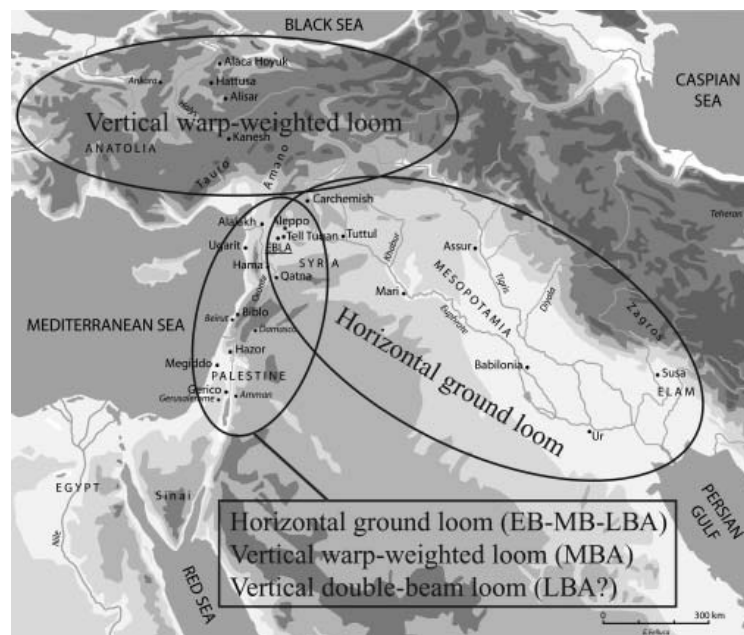 BLACK SEA
CASPIAN
SEA
Alaca Hoyuk
Ankara
Hattusa
Alisar
Vertical warp-weighted loom
ANATOLIA
Kanesh
Tauro
Amano
Teheran
Carchemish
Alalakh
Aleppo
Tell Tuqan
Tuttul
EBLA
Ugarit
SYRIA
Hama
Qatna
Oronte
Khabur
Assur
MESOPOTAMIA
Tigris
Diyala
Zagros
Mari
Euphrate
MEDITERRANEAN SEA
Beirut
Biblo
Damasco
Horizontal ground loom
Hazor
Babilonia
Megiddo
PALESTINE
Susa
ELAM
Gerico
Gerusalemme
Amman
Ur
EGYPT
Sinai
Nile
PERSIAN
GULF
RED SEA
Horizontal ground loom (EB-MB-LBA)
Vertical warp-weighted loom (MBA)
Vertical double-beam loom (LBA?)
0
300 km